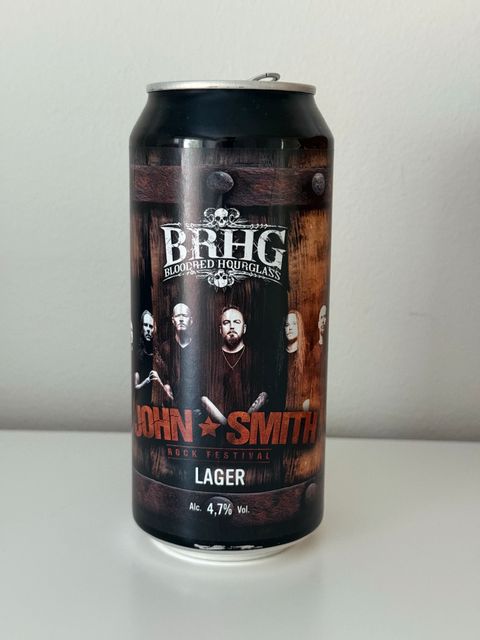 BRHG
BLOODRED HOURGLASS
JOHN ★ SMITH
ROCK FESTIVAL
LAGER
Alc. 4,7% Vol.